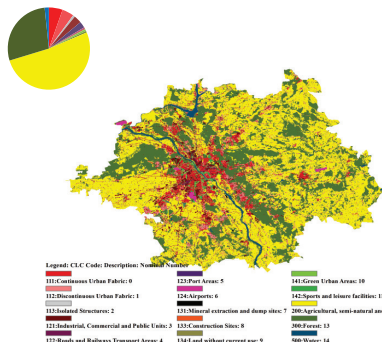 Legend: CLC Code: Description: Nominal Number
111:Continuous Urban Fabric: 0
112:Discontinuous Urban Fabric: 1
113:Isolated Structures: 2
121:Industrial, Commercial and Public Units: 3
122:Roads and Railways Transport Areas: 4
123:Port Areas: 5
124:Airports: 6
131:Mineral extraction and dump sites: 7
133:Construction Sites: 8
134:Land without current use: 9
141:Green Urban Areas: 10
142:Sports and leisure facilities: 11
200:Agricultural, semi-natural and
300:Forest: 13
500:Water: 14